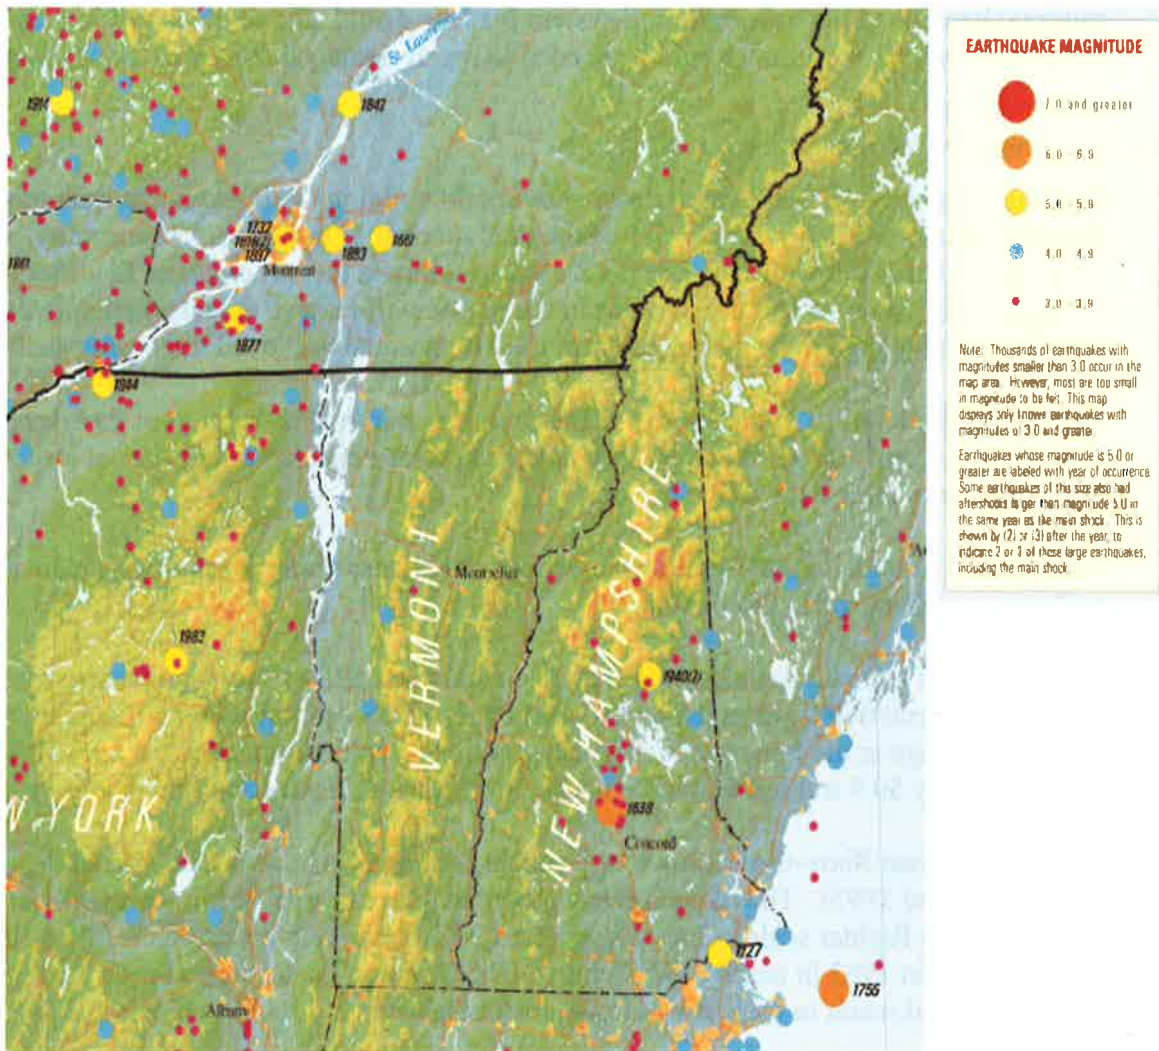 St. Lawrence
1914
1842
1732
1897
1893
1661
Montreal
1861
1877
1944
NEW HAMPSHIRE
VERMONT
Montpelier
1983
1940(2)
N YORK
1638
Concord
1755
Albany
EARTHQUAKE MAGNITUDE
7.0 and greater
6.0 - 6.9
5.0 - 5.9
4.0 - 4.9
3.0 - 3.9
Note: Thousands of earthquakes with
magnitudes smaller than 3.0 occur in the
map area. However, most are too small
in magnitude to be felt. This map
displays only known earthquakes with
magnitudes of 3.0 and greater.
Earthquakes whose magnitude is 5.0 or
greater are labeled with year of occurrence.
Some earthquakes of this size also had
aftershocks larger than magnitude 5.0 in
the same year as the main shock. This is
shown by (2) or (3) after the year, to
indicate 2 or 3 of these large earthquakes,
including the main shock.